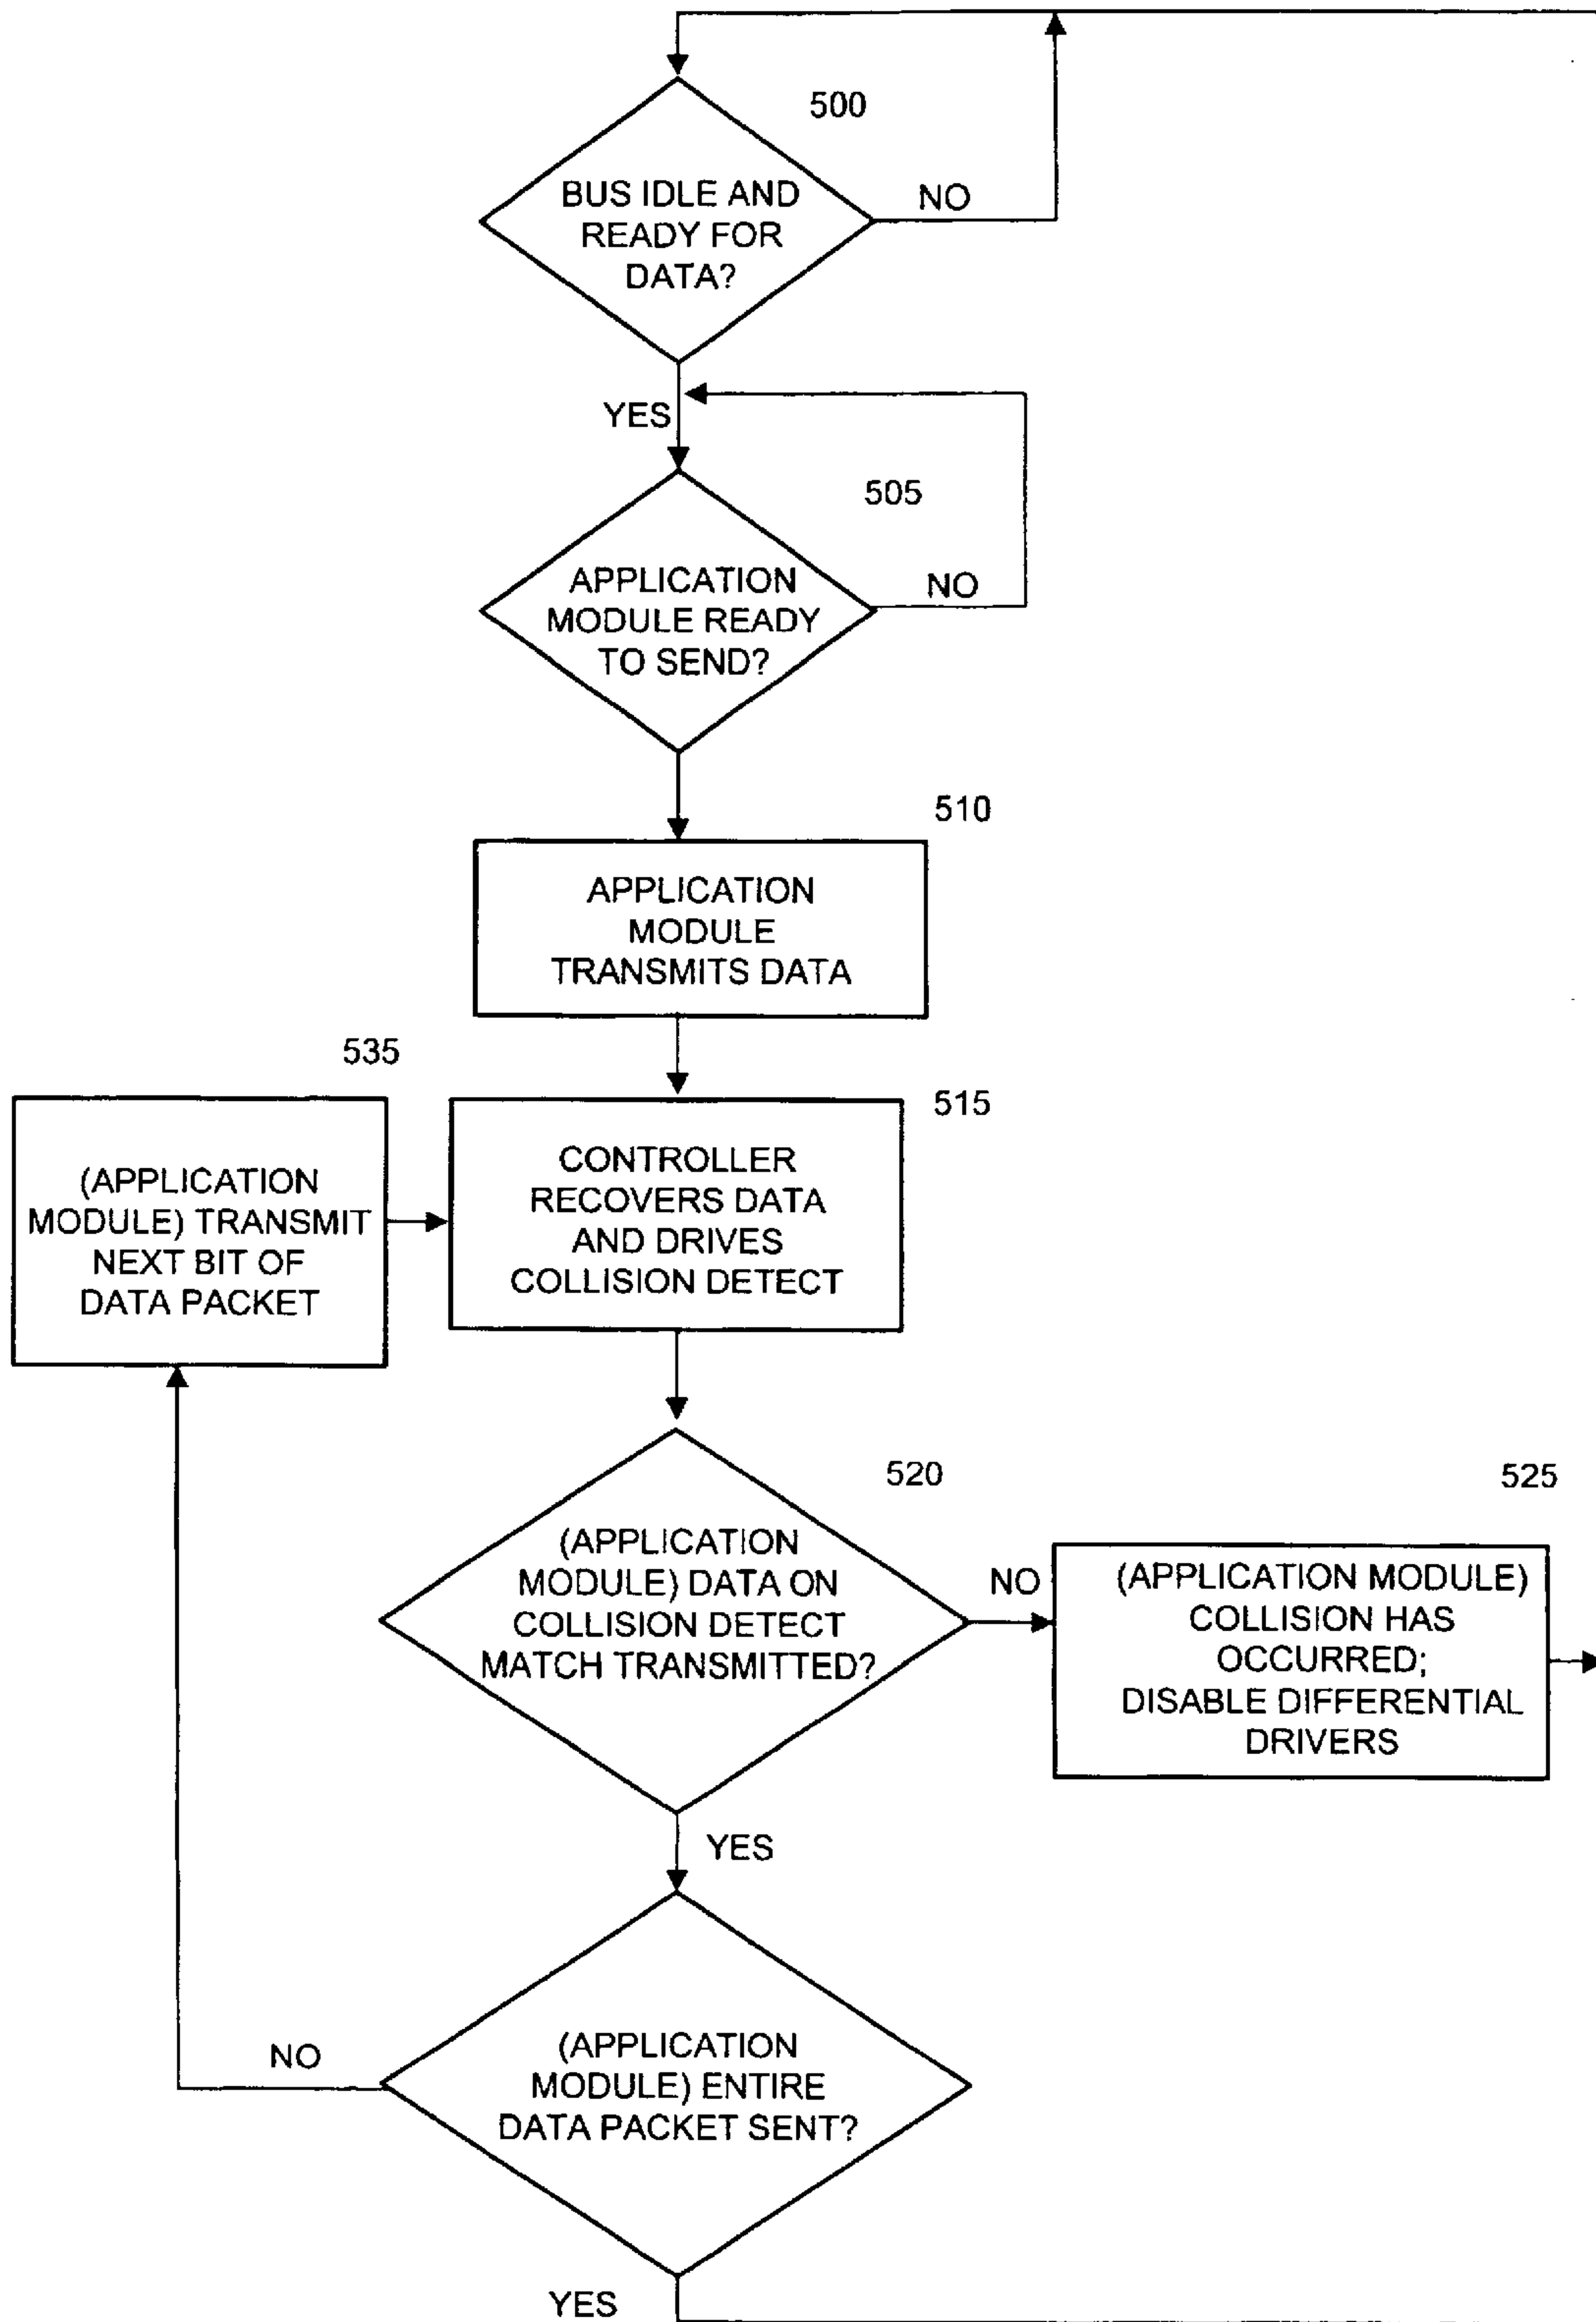 500
BUS IDLE AND
READY FOR
DATA?
NO
YES
505
APPLICATION
MODULE READY
TO SEND?
NO
510
APPLICATION
MODULE
TRANSMITS DATA
535
(APPLICATION
MODULE) TRANSMIT
NEXT BIT OF
DATA PACKET
515
CONTROLLER
RECOVERS DATA
AND DRIVES
COLLISION DETECT
520
(APPLICATION
MODULE) DATA ON
COLLISION DETECT
MATCH TRANSMITTED?
NO
525
(APPLICATION MODULE)
COLLISION HAS
OCCURRED;
DISABLE DIFFERENTIAL
DRIVERS
YES
(APPLICATION
MODULE) ENTIRE
DATA PACKET SENT?
NO
YES